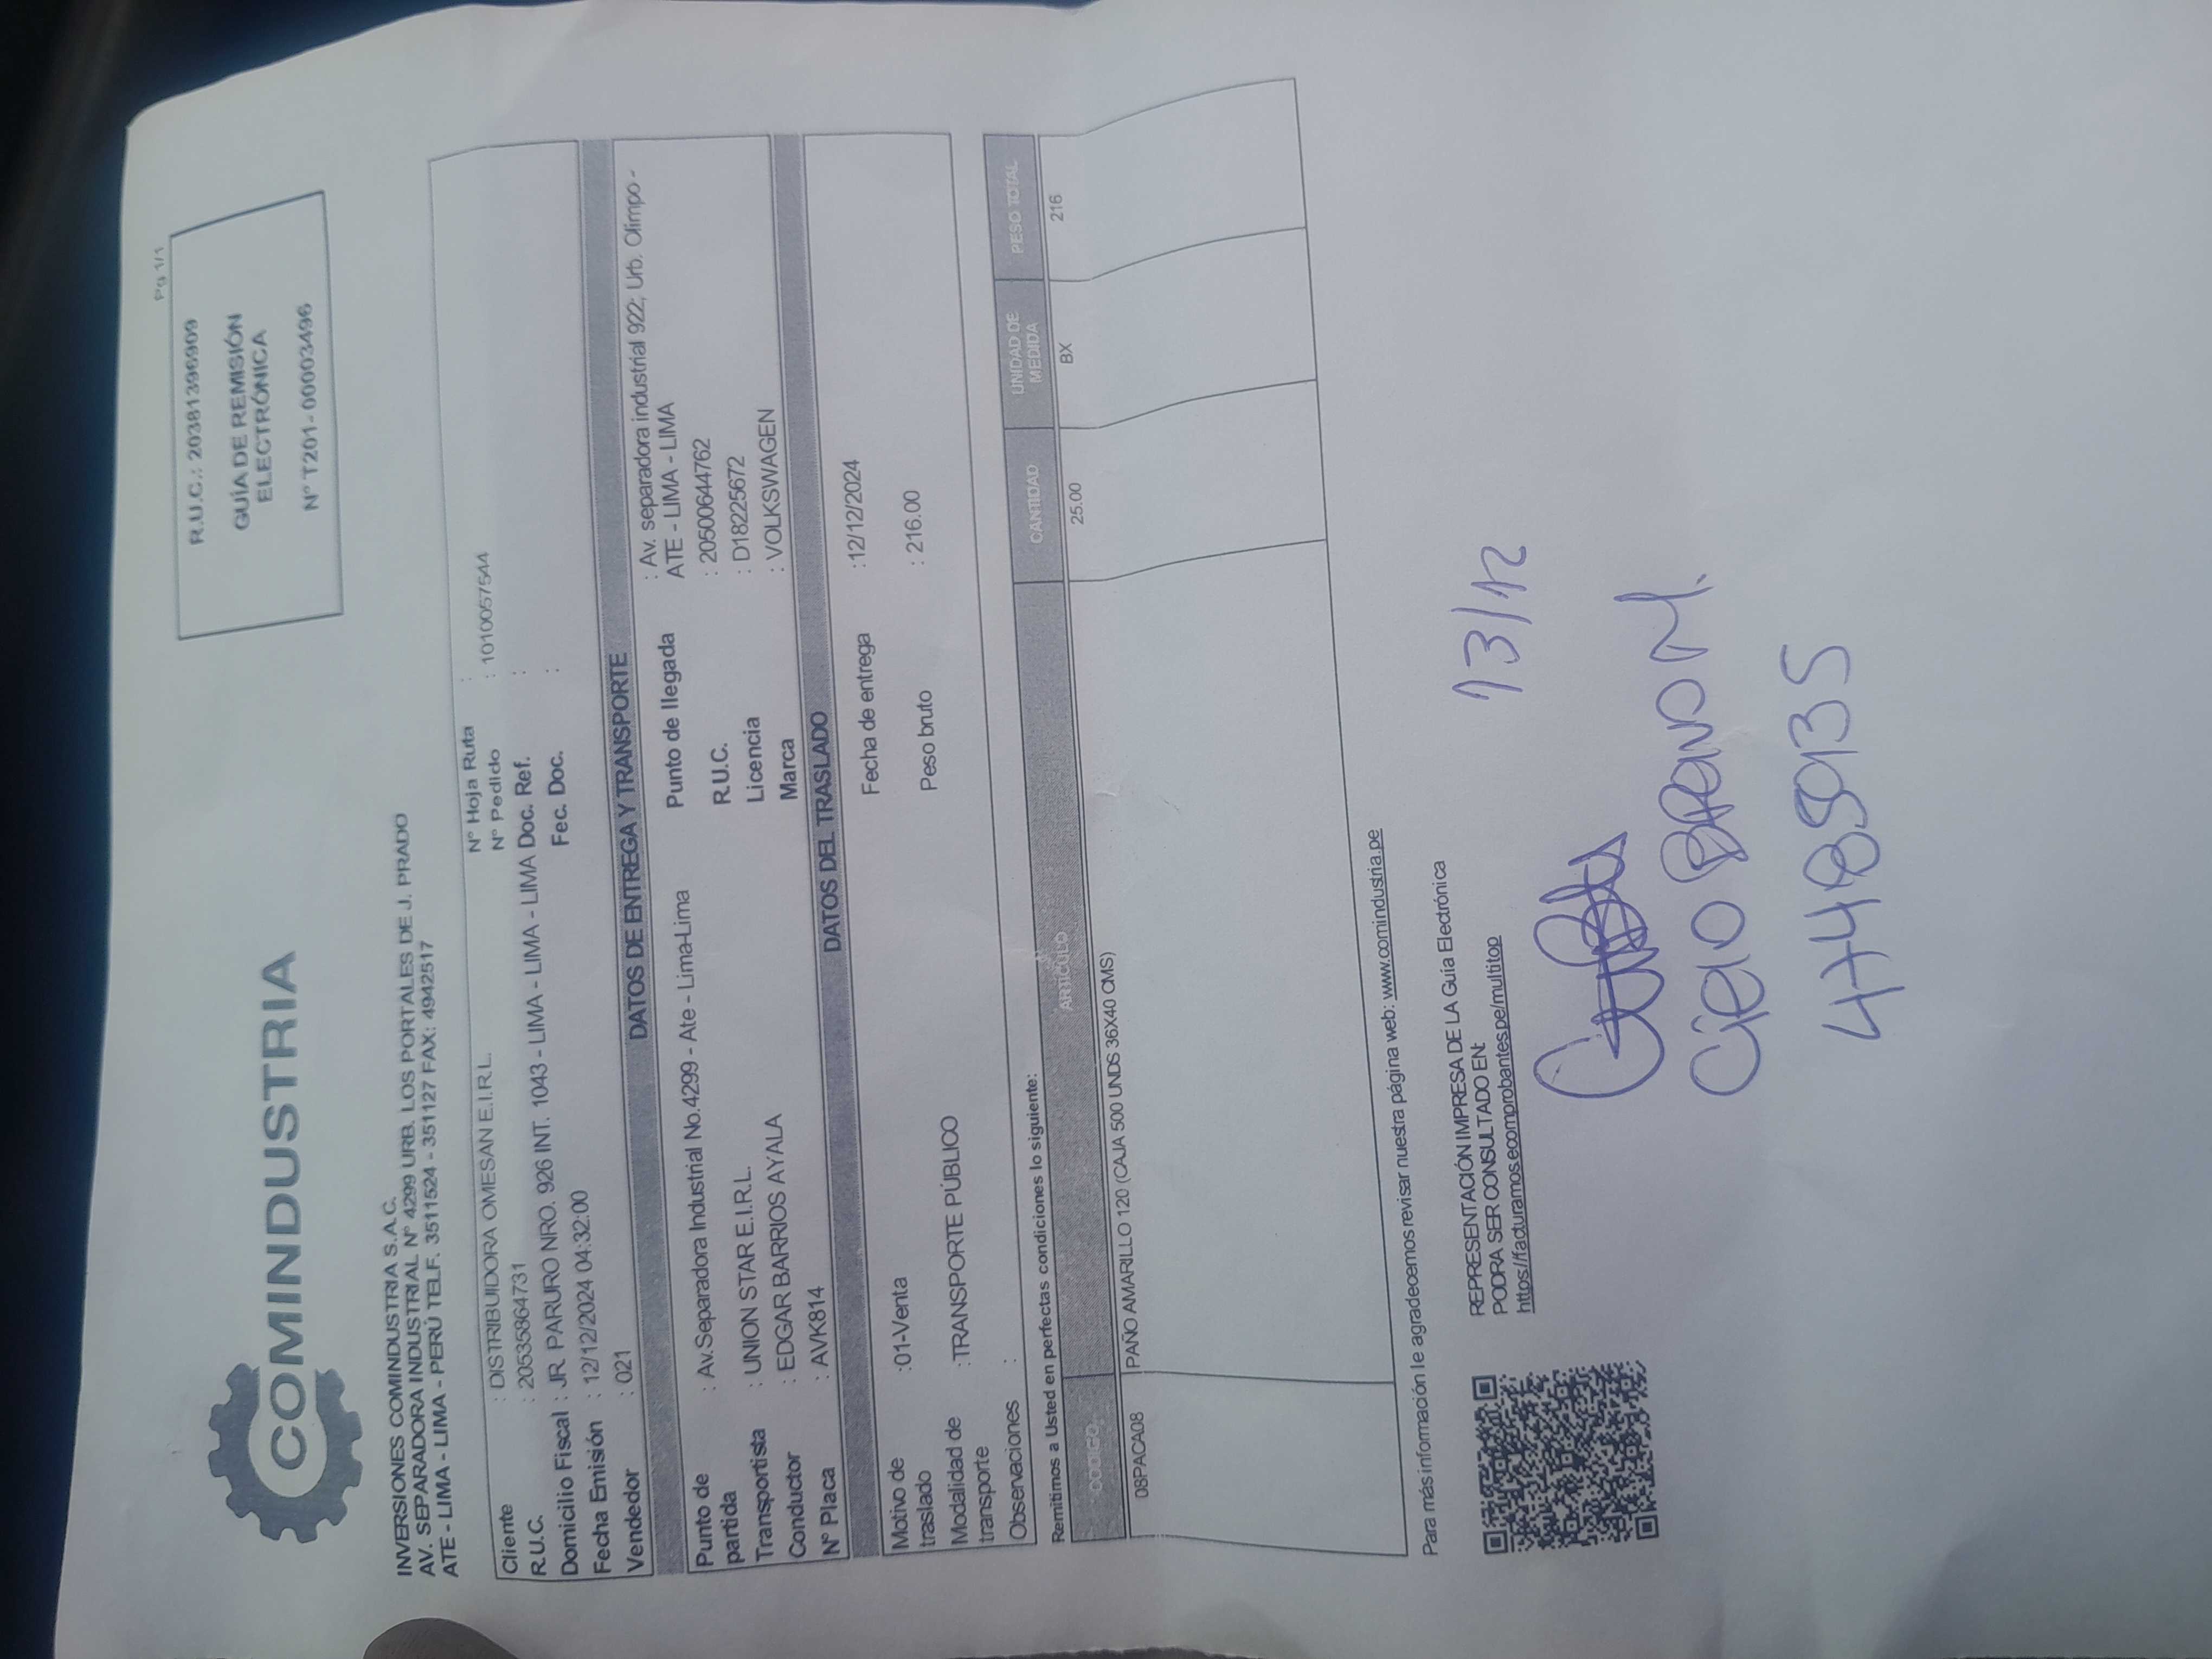 Pg 1/1
COMINDUSTRIA
R.U.C.: 20381396909
GUÍA DE REMISIÓN
ELECTRÓNICA
N° T201-00003496
INVERSIONES COMINDUSTRIA S.A.C.
AV. SEPARADORA INDUSTRIAL N° 4299 URB. LOS PORTALES DE J. PRADO
ATE - LIMA - LIMA - PERÚ TELF. 3511524 - 351127 FAX: 4942517
Cliente : DISTRIBUIDORA OMESAN E.I.R.L. N° Hoja Ruta :
R.U.C. : 20535864731 N° Pedido : 1010057544
Domicilio Fiscal : JR. PARURO NRO. 926 INT. 1043 - LIMA - LIMA - LIMA Doc. Ref. :
Fecha Emisión : 12/12/2024 04:32:00 Fec. Doc. :
Vendedor : 021
DATOS DE ENTREGA Y TRANSPORTE
Punto de partida : Av.Separadora Industrial No.4299 - Ate - Lima-Lima Punto de llegada : Av. separadora industrial 922; Urb. Olimpo -
ATE - LIMA - LIMA
Transportista : UNION STAR E.I.R.L. R.U.C. : 20500644762
Conductor : EDGAR BARRIOS AYALA Licencia : D18225672
N° Placa : AVK814 Marca : VOLKSWAGEN
DATOS DEL TRASLADO
Motivo de traslado :01-Venta Fecha de entrega :12/12/2024
Modalidad de transporte :TRANSPORTE PÚBLICO Peso bruto : 216.00
Observaciones :
Remitimos a Usted en perfectas condiciones lo siguiente:
CODIGO ARTICULO CANTIDAD UNIDAD DE MEDIDA PESO TOTAL
08PACA08 PAÑO AMARILLO 120 (CAJA 500 UNDS 36X40 CMS) 25.00 BX 216
Para más información le agradecemos revisar nuestra página web: www.comindustria.pe
REPRESENTACIÓN IMPRESA DE LA Guía Electrónica
PODRA SER CONSULTADO EN:
https://facturamos.ecomprobantes.pe/multitop
13/12
Cielo